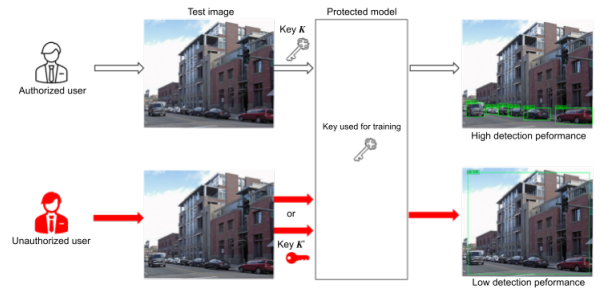 Test image
Protected model
Key K
Authorized user
Key used for training
High detection peformance
or
Unauthorized user
Key K'
Low detection peformance